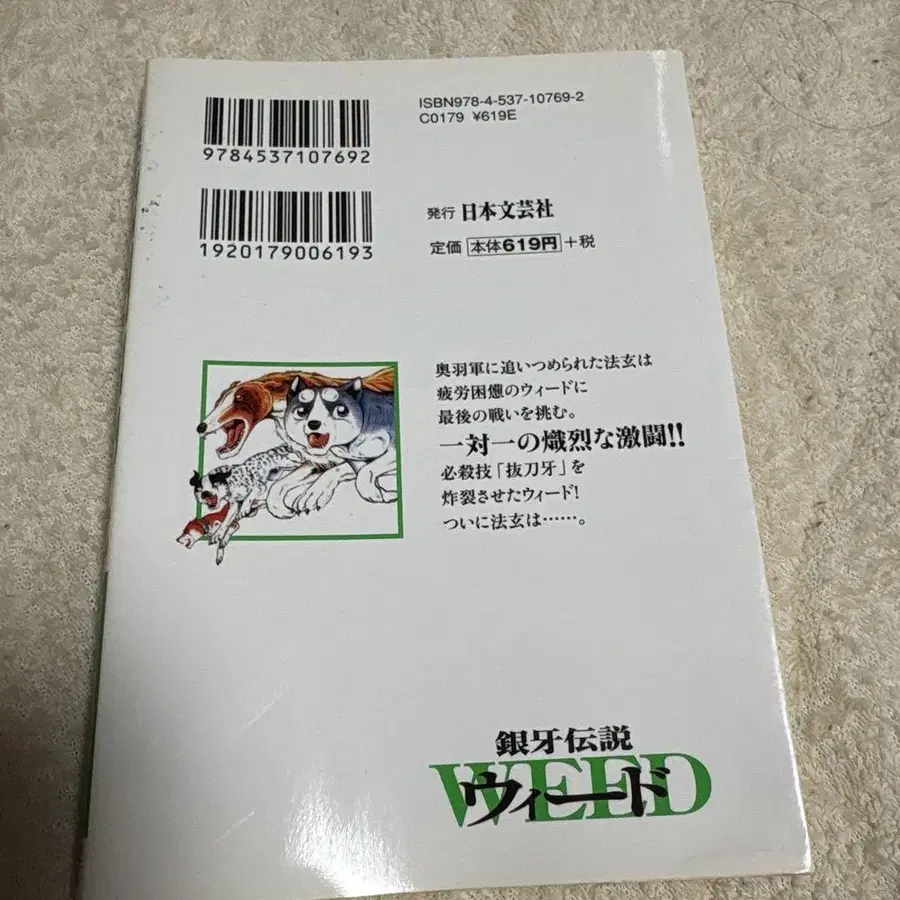 ISBN978-4-537-10769-2
C0179 ¥619E
9784537107692
1920179006193
発行 日本文芸社
定価 本体619円 +税
奥羽軍に追いつめられた法玄は
疲労困憊のウィードに
最後の戦いを挑む。
一対一の熾烈な激闘!!
必殺技「抜刀牙」を
炸裂させたウィード!
ついに法玄は……。
銀牙伝説
WEED
ウィード